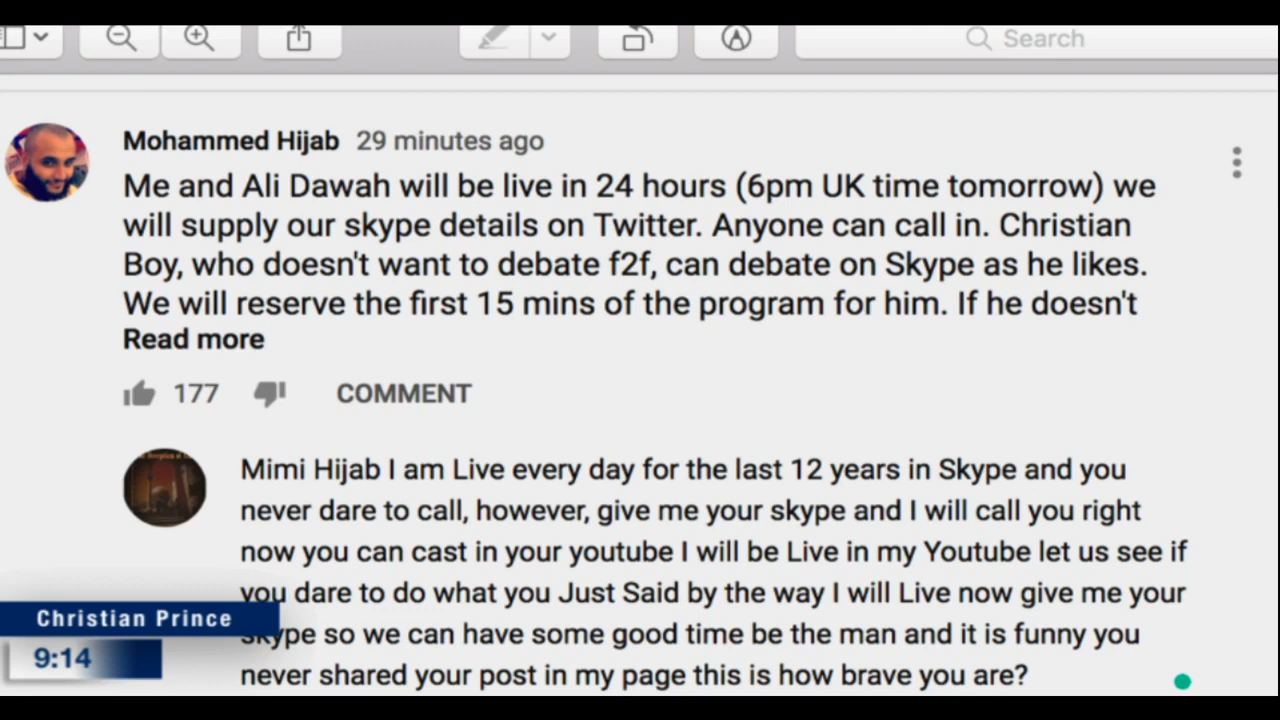 Search
Mohammed Hijab 29 minutes ago
Me and Ali Dawah will be live in 24 hours (6pm UK time tomorrow) we
will supply our skype details on Twitter. Anyone can call in. Christian
Boy, who doesn't want to debate f2f, can debate on Skype as he likes.
We will reserve the first 15 mins of the program for him. If he doesn't
Read more
177 COMMENT
Mimi Hijab I am Live every day for the last 12 years in Skype and you
never dare to call, however, give me your skype and I will call you right
now you can cast in your youtube I will be Live in my Youtube let us see if
you dare to do what you Just Said by the way I will Live now give me your
skype so we can have some good time be the man and it is funny you
never shared your post in my page this is how brave you are?
Christian Prince
9:14